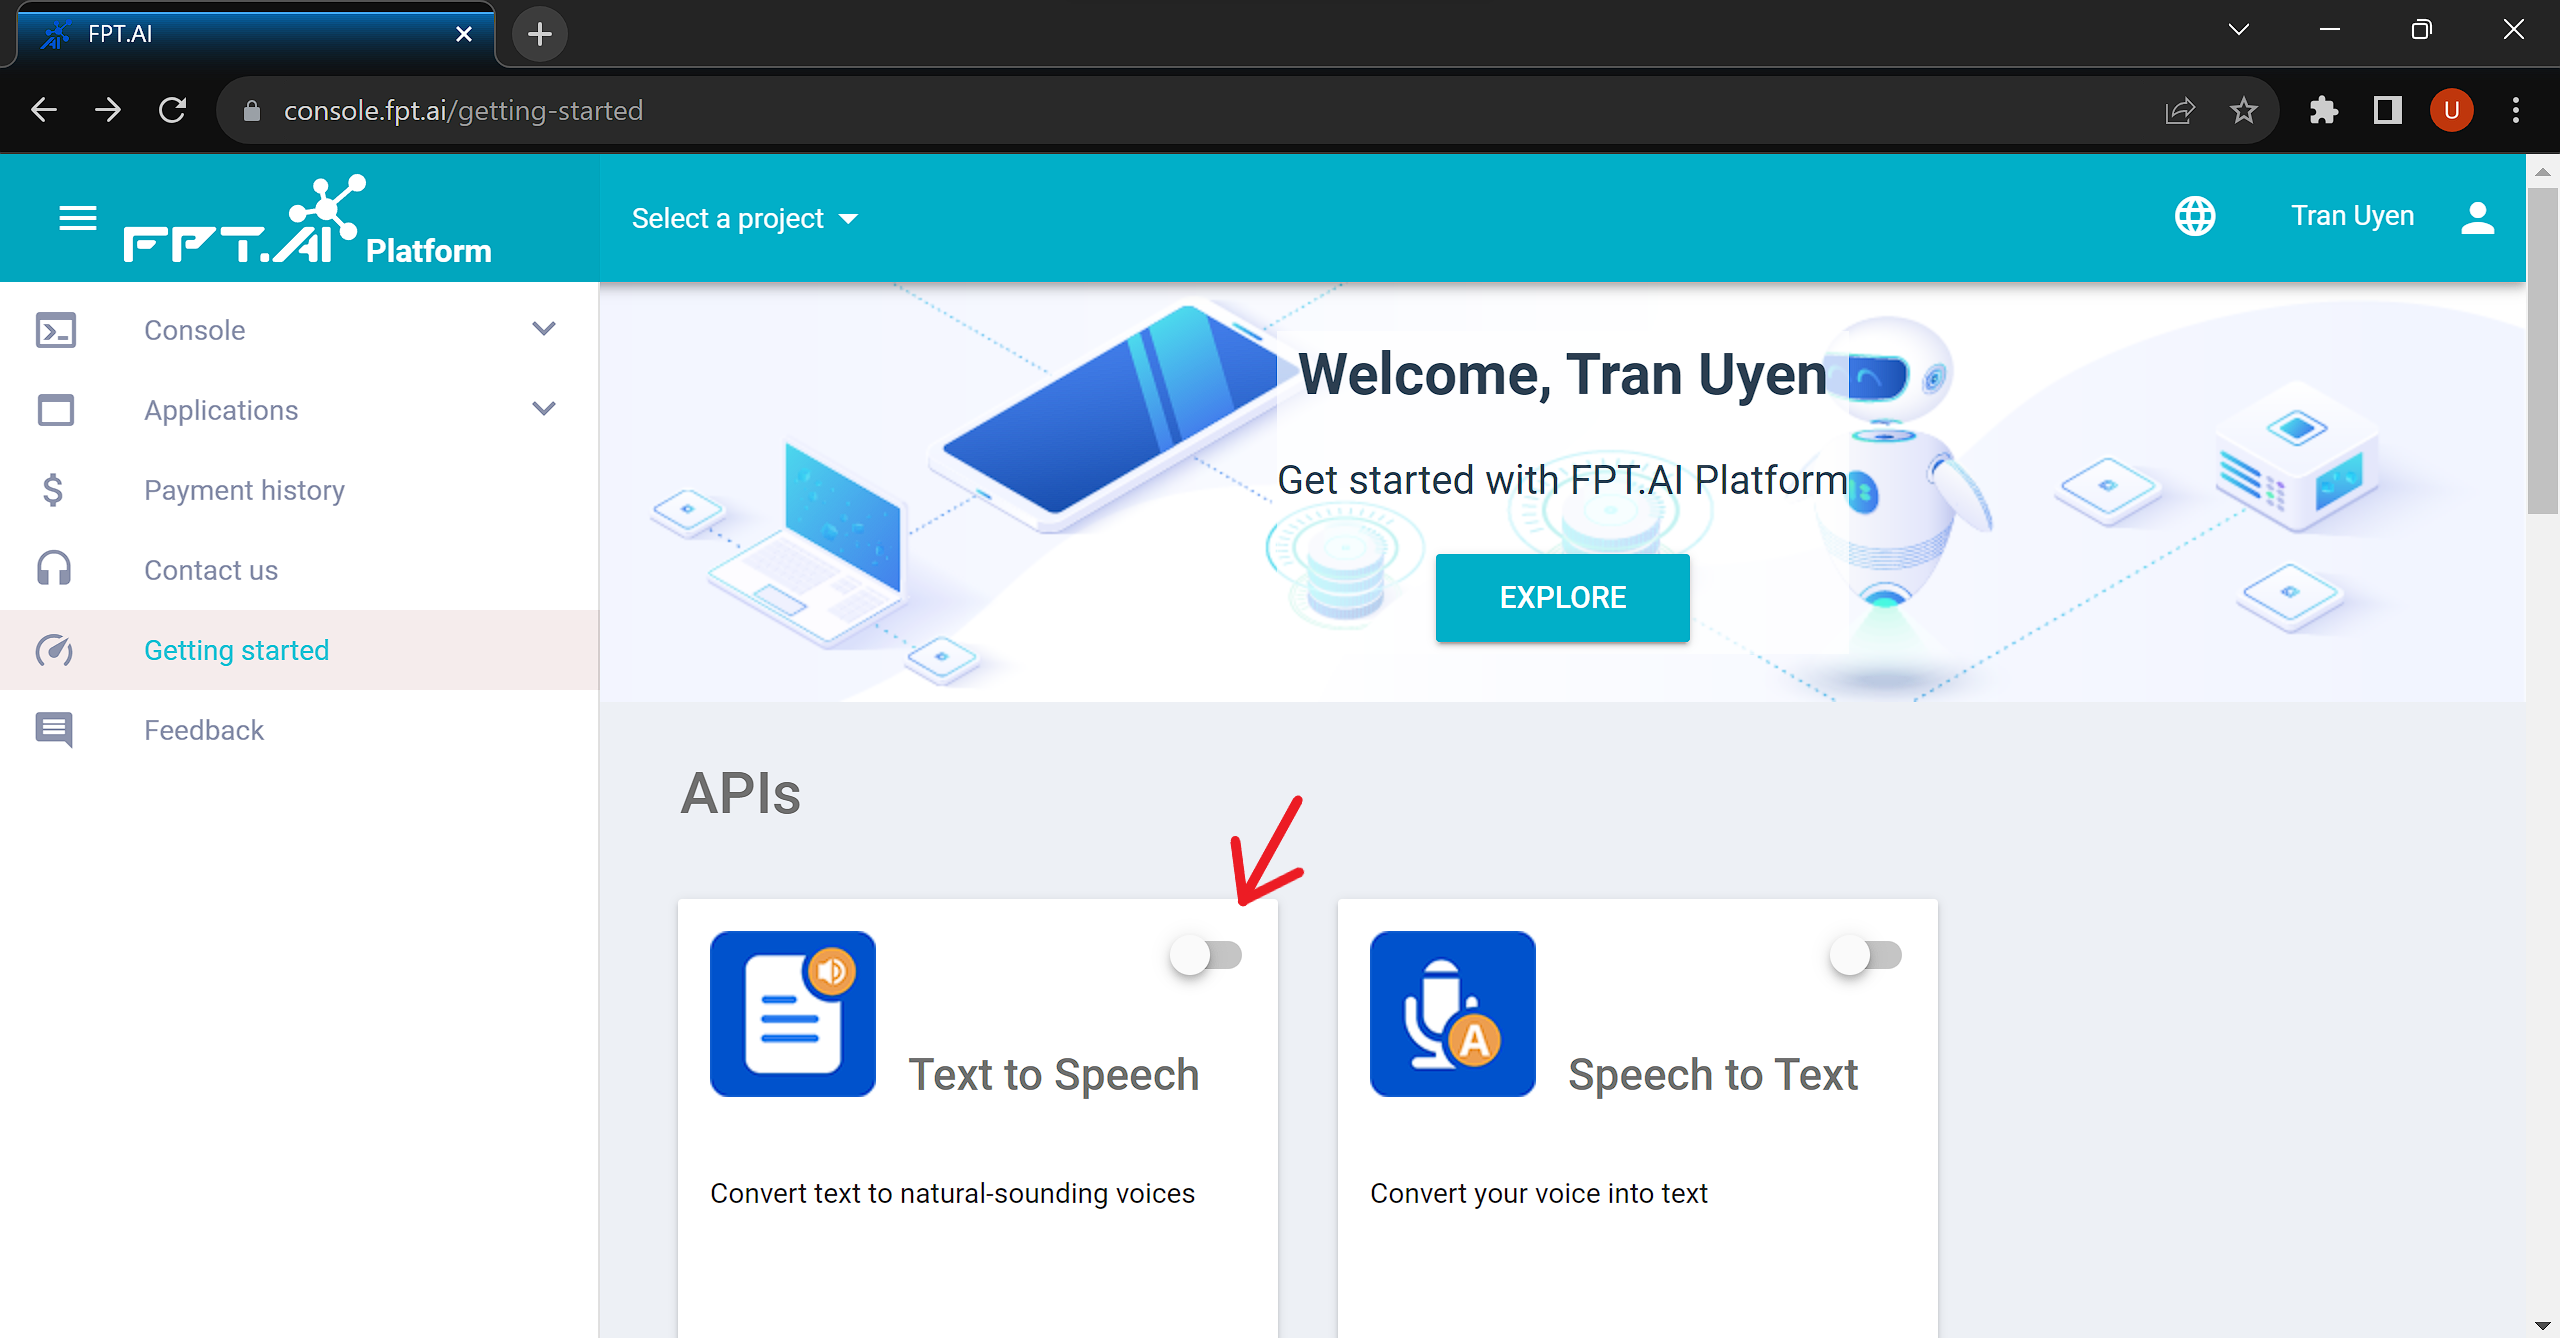 FPT.AI
console.fpt.ai/getting-started
U
FPT.AI Platform
Select a project
Tran Uyen
Console
Applications
Payment history
Contact us
Getting started
Feedback
Welcome, Tran Uyen
Get started with FPT.AI Platform
EXPLORE
APIs
Text to Speech
Convert text to natural-sounding voices
A
Speech to Text
Convert your voice into text